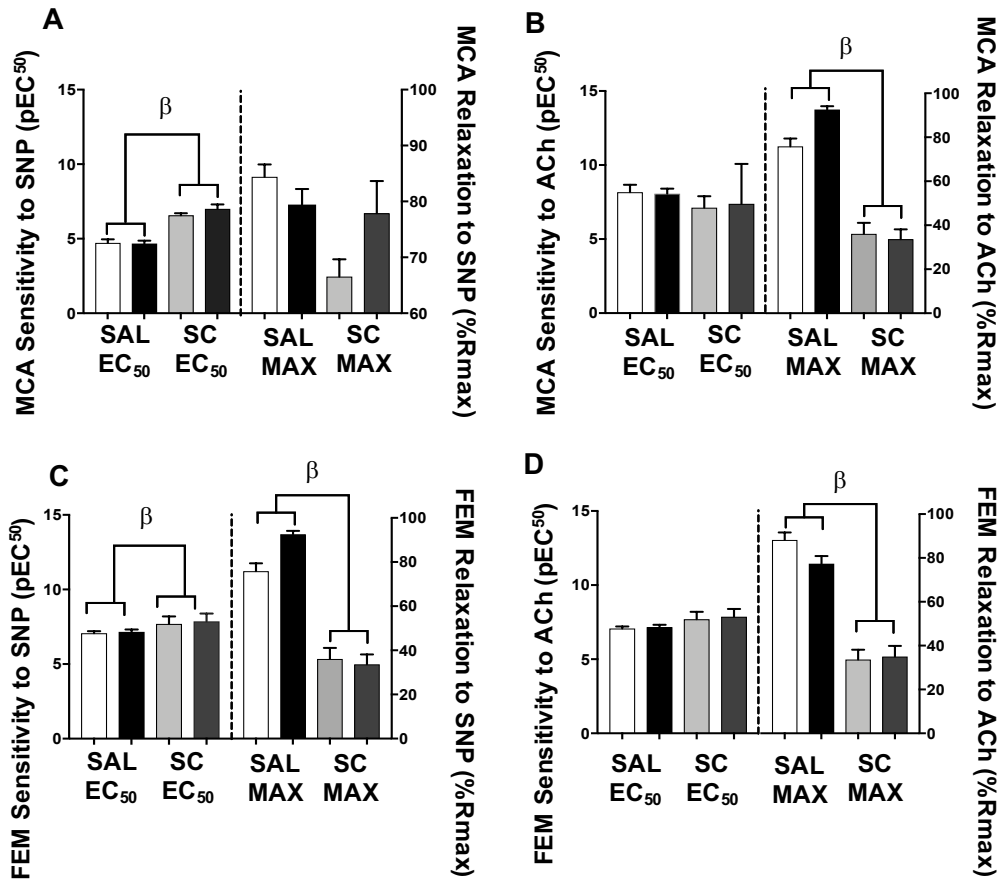 A
MCA Sensitivity to SNP (pEC⁵⁰)
15
10
5
0
β
100
90
80
70
60
MCA Relaxation to SNP (%Rmax)
SAL SC SAL SC
EC₅₀ EC₅₀ MAX MAX
B
MCA Sensitivity to ACh (pEC⁵⁰)
15
10
5
0
β
100
80
60
40
20
0
MCA Relaxation to ACh (%Rmax)
SAL SC SAL SC
EC₅₀ EC₅₀ MAX MAX
C
FEM Sensitivity to SNP (pEC⁵⁰)
15
10
5
0
β
β
100
80
60
40
20
0
FEM Relaxation to SNP (%Rmax)
SAL SC SAL SC
EC₅₀ EC₅₀ MAX MAX
D
FEM Sensitivity to ACh (pEC⁵⁰)
15
10
5
0
β
100
80
60
40
20
0
FEM Relaxation to ACh (%Rmax)
SAL SC SAL SC
EC₅₀ EC₅₀ MAX MAX